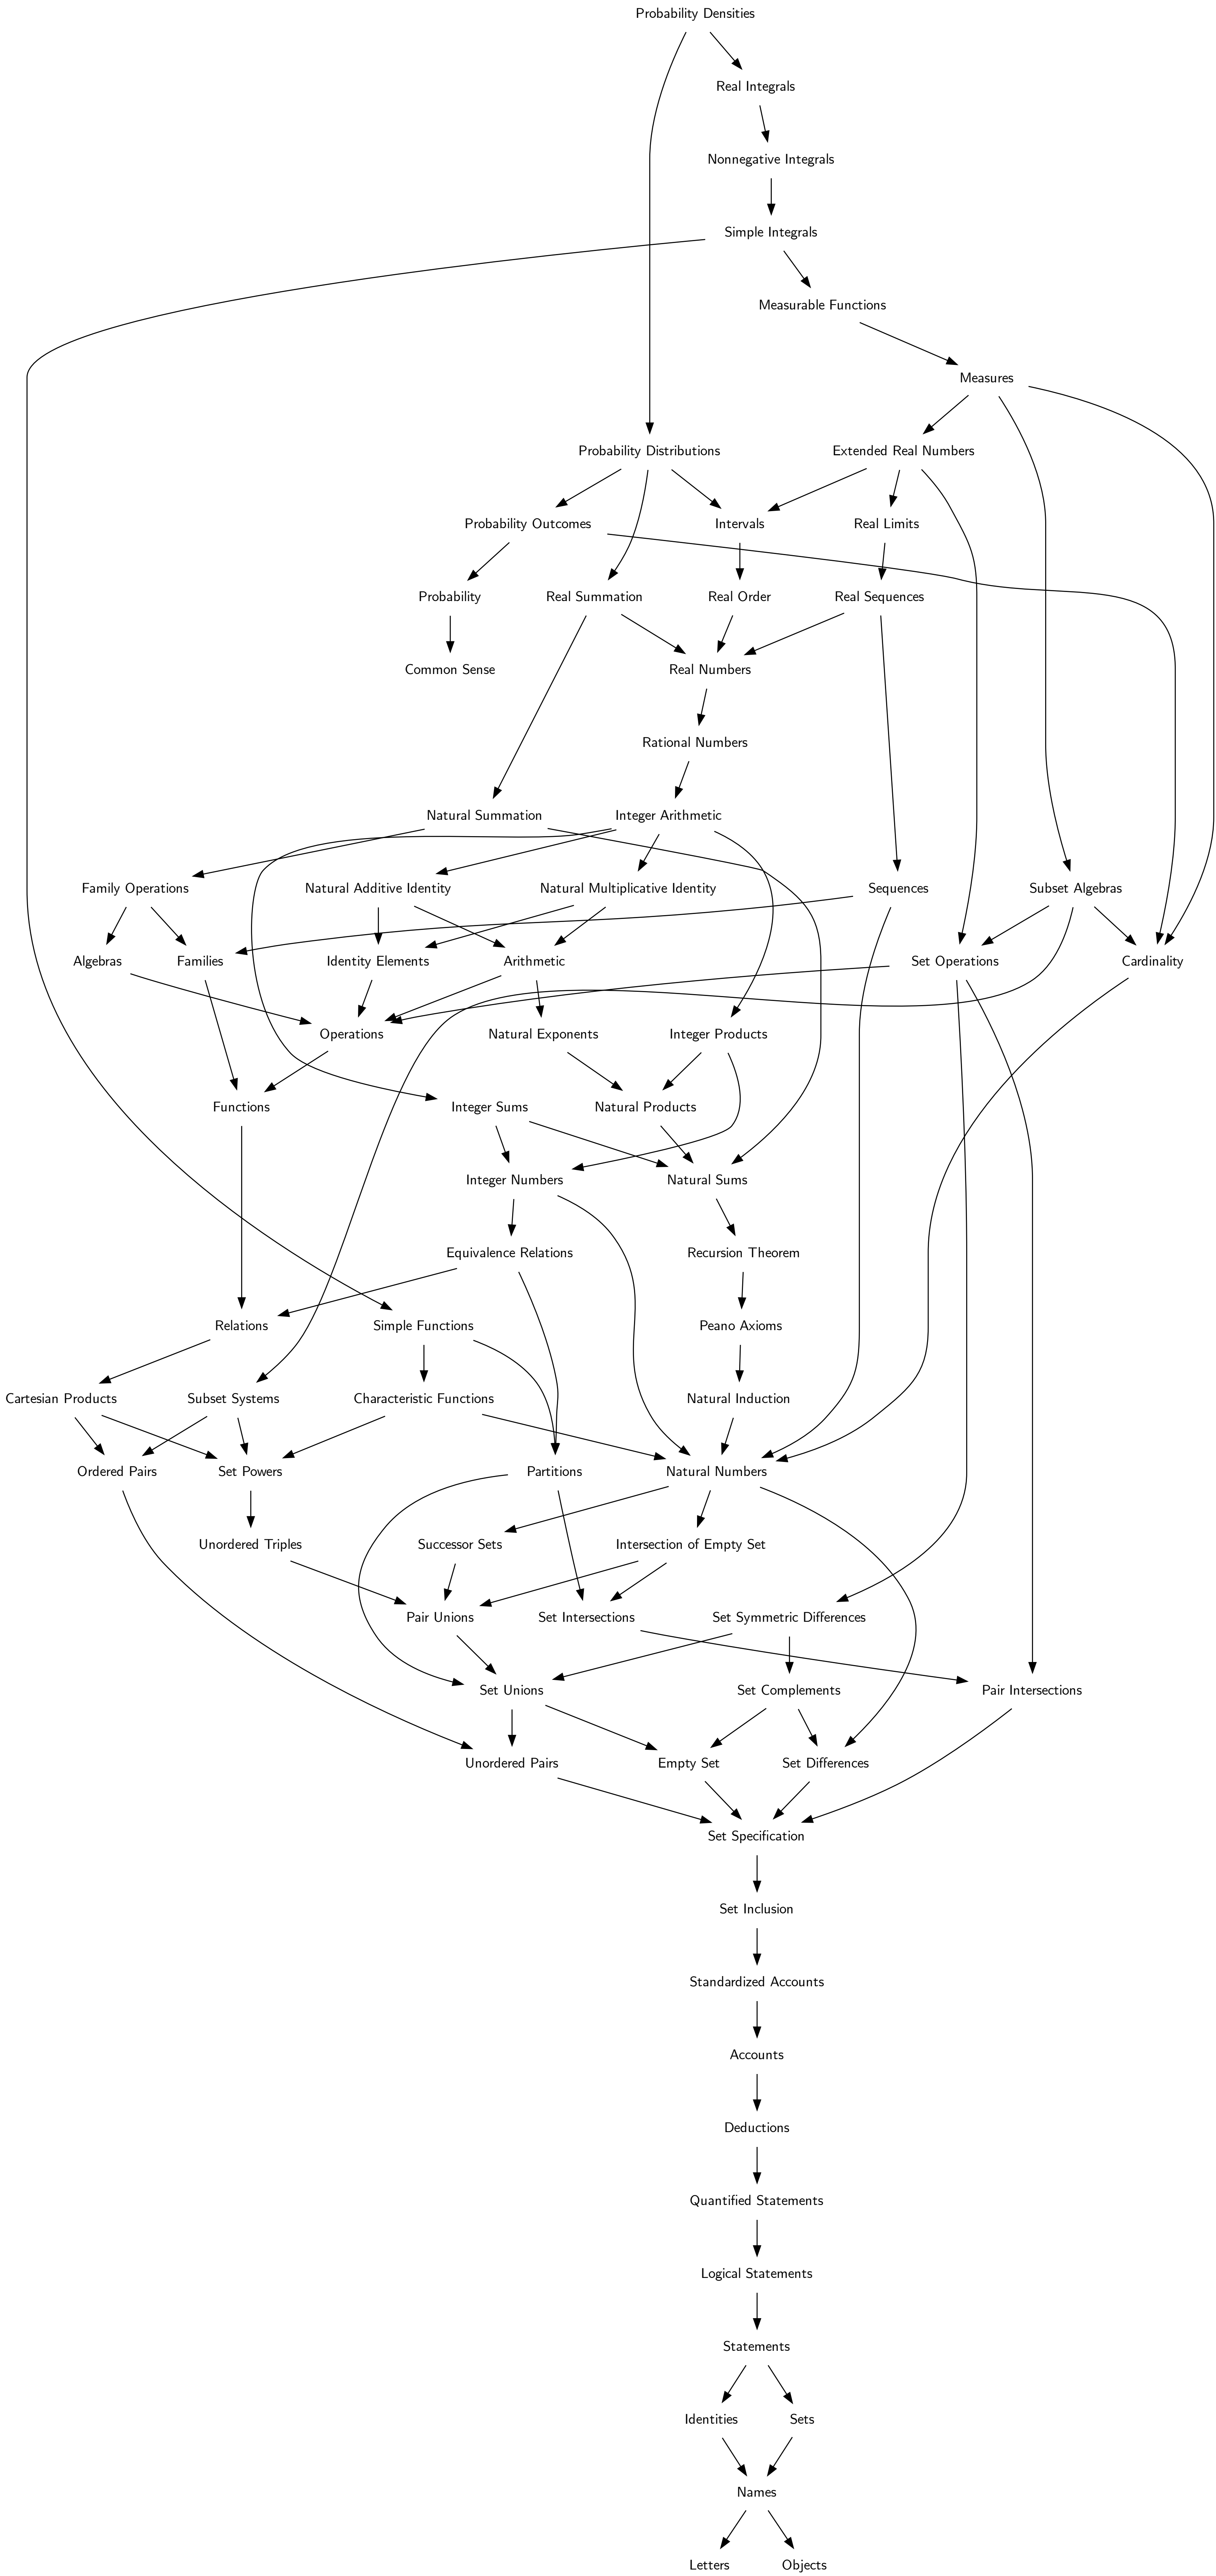 Probability Densities
Real Integrals
Nonnegative Integrals
Simple Integrals
Measurable Functions
Measures
Probability Distributions
Extended Real Numbers
Probability Outcomes
Intervals
Real Limits
Probability
Real Summation
Real Order
Real Sequences
Common Sense
Real Numbers
Rational Numbers
Natural Summation
Integer Arithmetic
Family Operations
Natural Additive Identity
Natural Multiplicative Identity
Sequences
Subset Algebras
Algebras
Families
Identity Elements
Arithmetic
Set Operations
Cardinality
Operations
Natural Exponents
Integer Products
Functions
Integer Sums
Natural Products
Integer Numbers
Natural Sums
Equivalence Relations
Recursion Theorem
Relations
Simple Functions
Peano Axioms
Cartesian Products
Subset Systems
Characteristic Functions
Natural Induction
Ordered Pairs
Set Powers
Partitions
Natural Numbers
Unordered Triples
Successor Sets
Intersection of Empty Set
Pair Unions
Set Intersections
Set Symmetric Differences
Set Unions
Set Complements
Pair Intersections
Unordered Pairs
Empty Set
Set Differences
Set Specification
Set Inclusion
Standardized Accounts
Accounts
Deductions
Quantified Statements
Logical Statements
Statements
Identities
Sets
Names
Letters
Objects